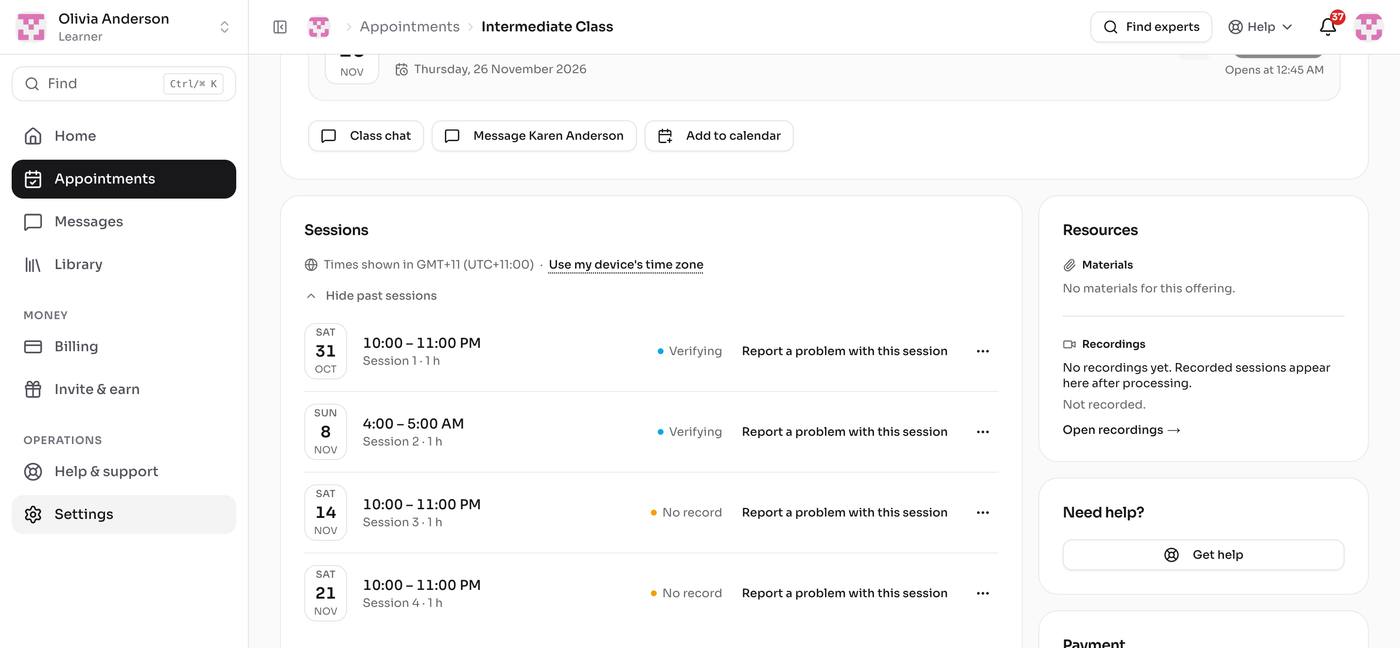 Olivia Anderson
Learner
Find
Ctrl/⌘ K
Home
Appointments
Messages
Library
MONEY
Billing
Invite & earn
OPERATIONS
Help & support
Settings
Appointments
Intermediate Class
Find experts
Help
37
NOV
Thursday, 26 November 2026
Opens at 12:45 AM
Class chat
Message Karen Anderson
Add to calendar
Sessions
Times shown in GMT+11 (UTC+11:00) · Use my device's time zone
Hide past sessions
SAT
31
OCT
10:00 – 11:00 PM
Session 1 · 1 h
Verifying
Report a problem with this session
SUN
8
NOV
4:00 – 5:00 AM
Session 2 · 1 h
Verifying
Report a problem with this session
SAT
14
NOV
10:00 – 11:00 PM
Session 3 · 1 h
No record
Report a problem with this session
SAT
21
NOV
10:00 – 11:00 PM
Session 4 · 1 h
No record
Report a problem with this session
Resources
Materials
No materials for this offering.
Recordings
No recordings yet. Recorded sessions appear
here after processing.
Not recorded.
Open recordings →
Need help?
Get help
Payment